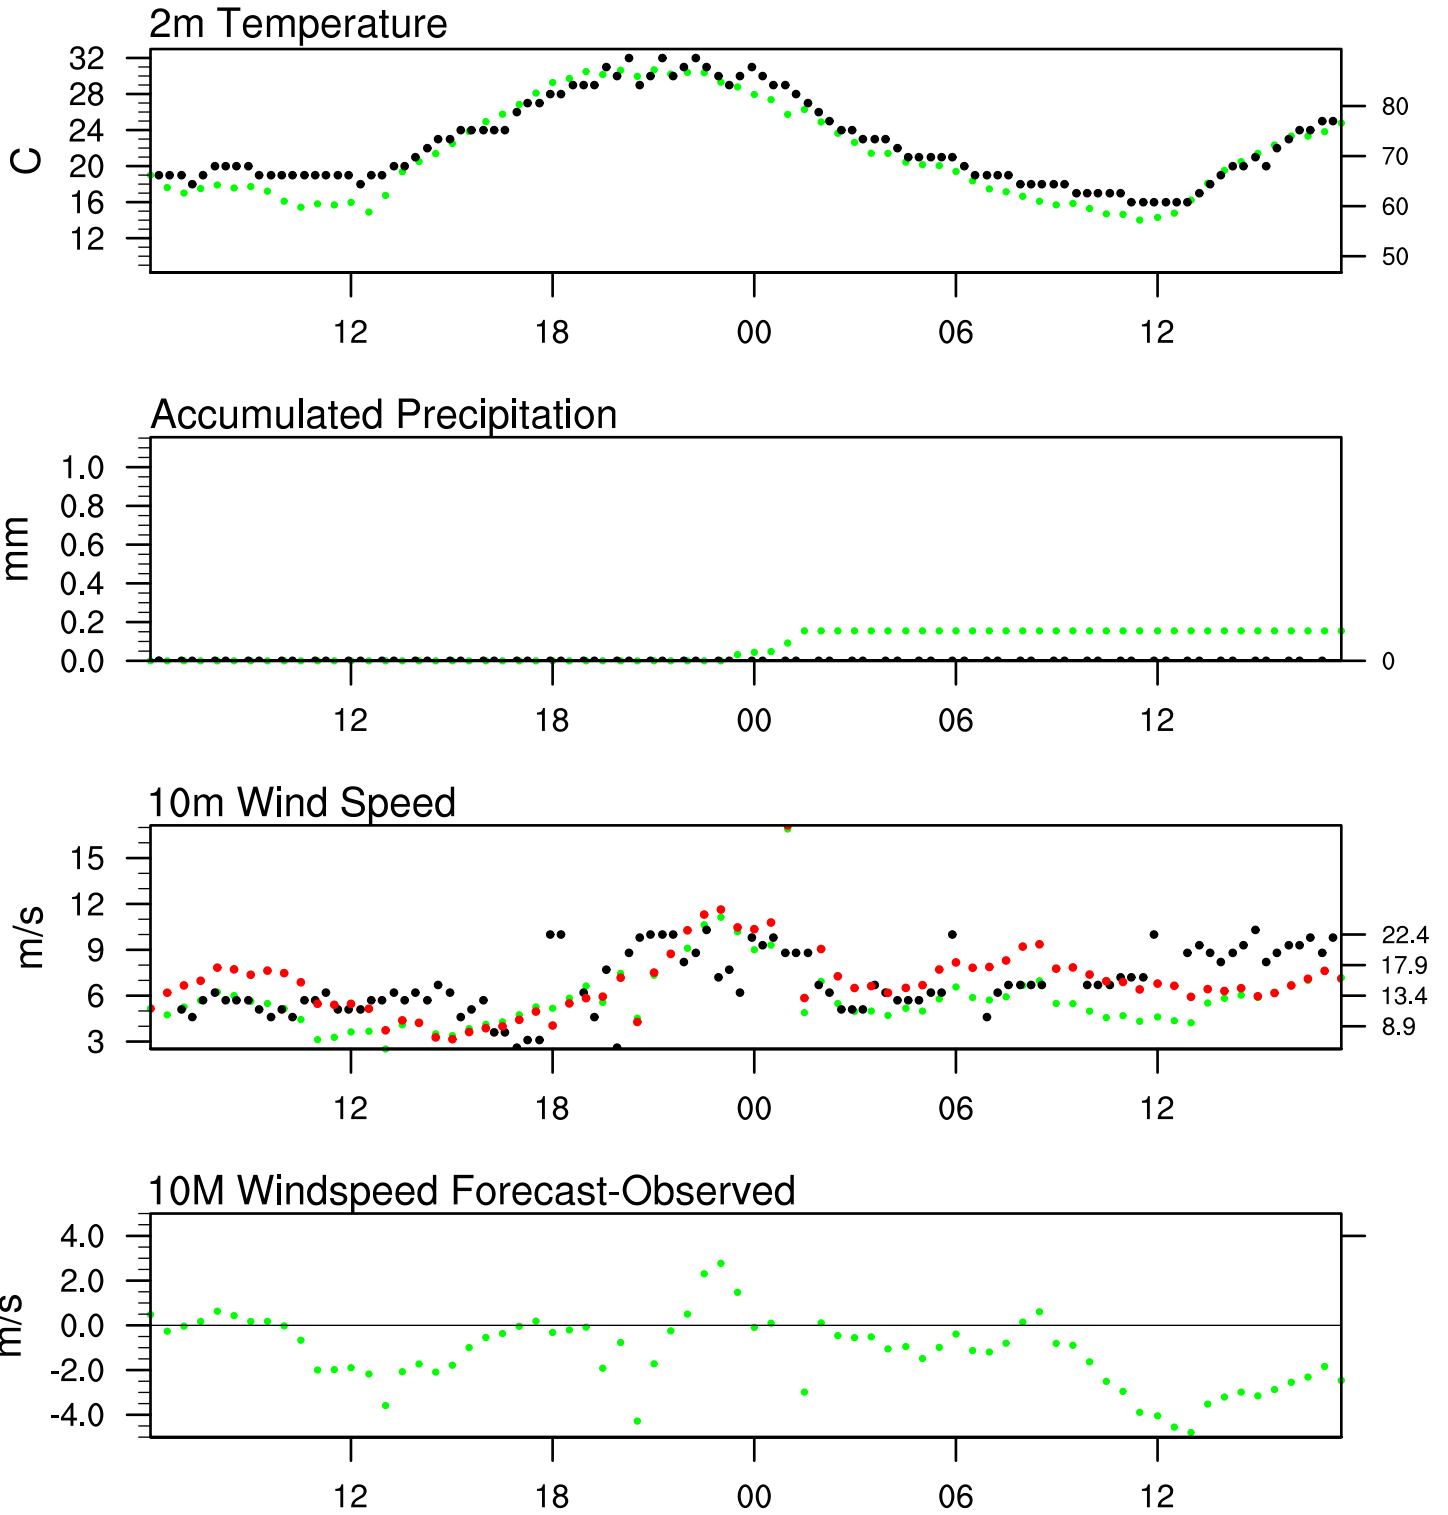 2m Temperature
32
28
24
20
16
12
C
80
70
60
50
12 18 00 06 12
Accumulated Precipitation
1.0
0.8
0.6
0.4
0.2
0.0
mm
0
12 18 00 06 12
10m Wind Speed
15
12
9
6
3
m/s
22.4
17.9
13.4
8.9
12 18 00 06 12
10M Windspeed Forecast-Observed
4.0
2.0
0.0
-2.0
-4.0
m/s
12 18 00 06 12